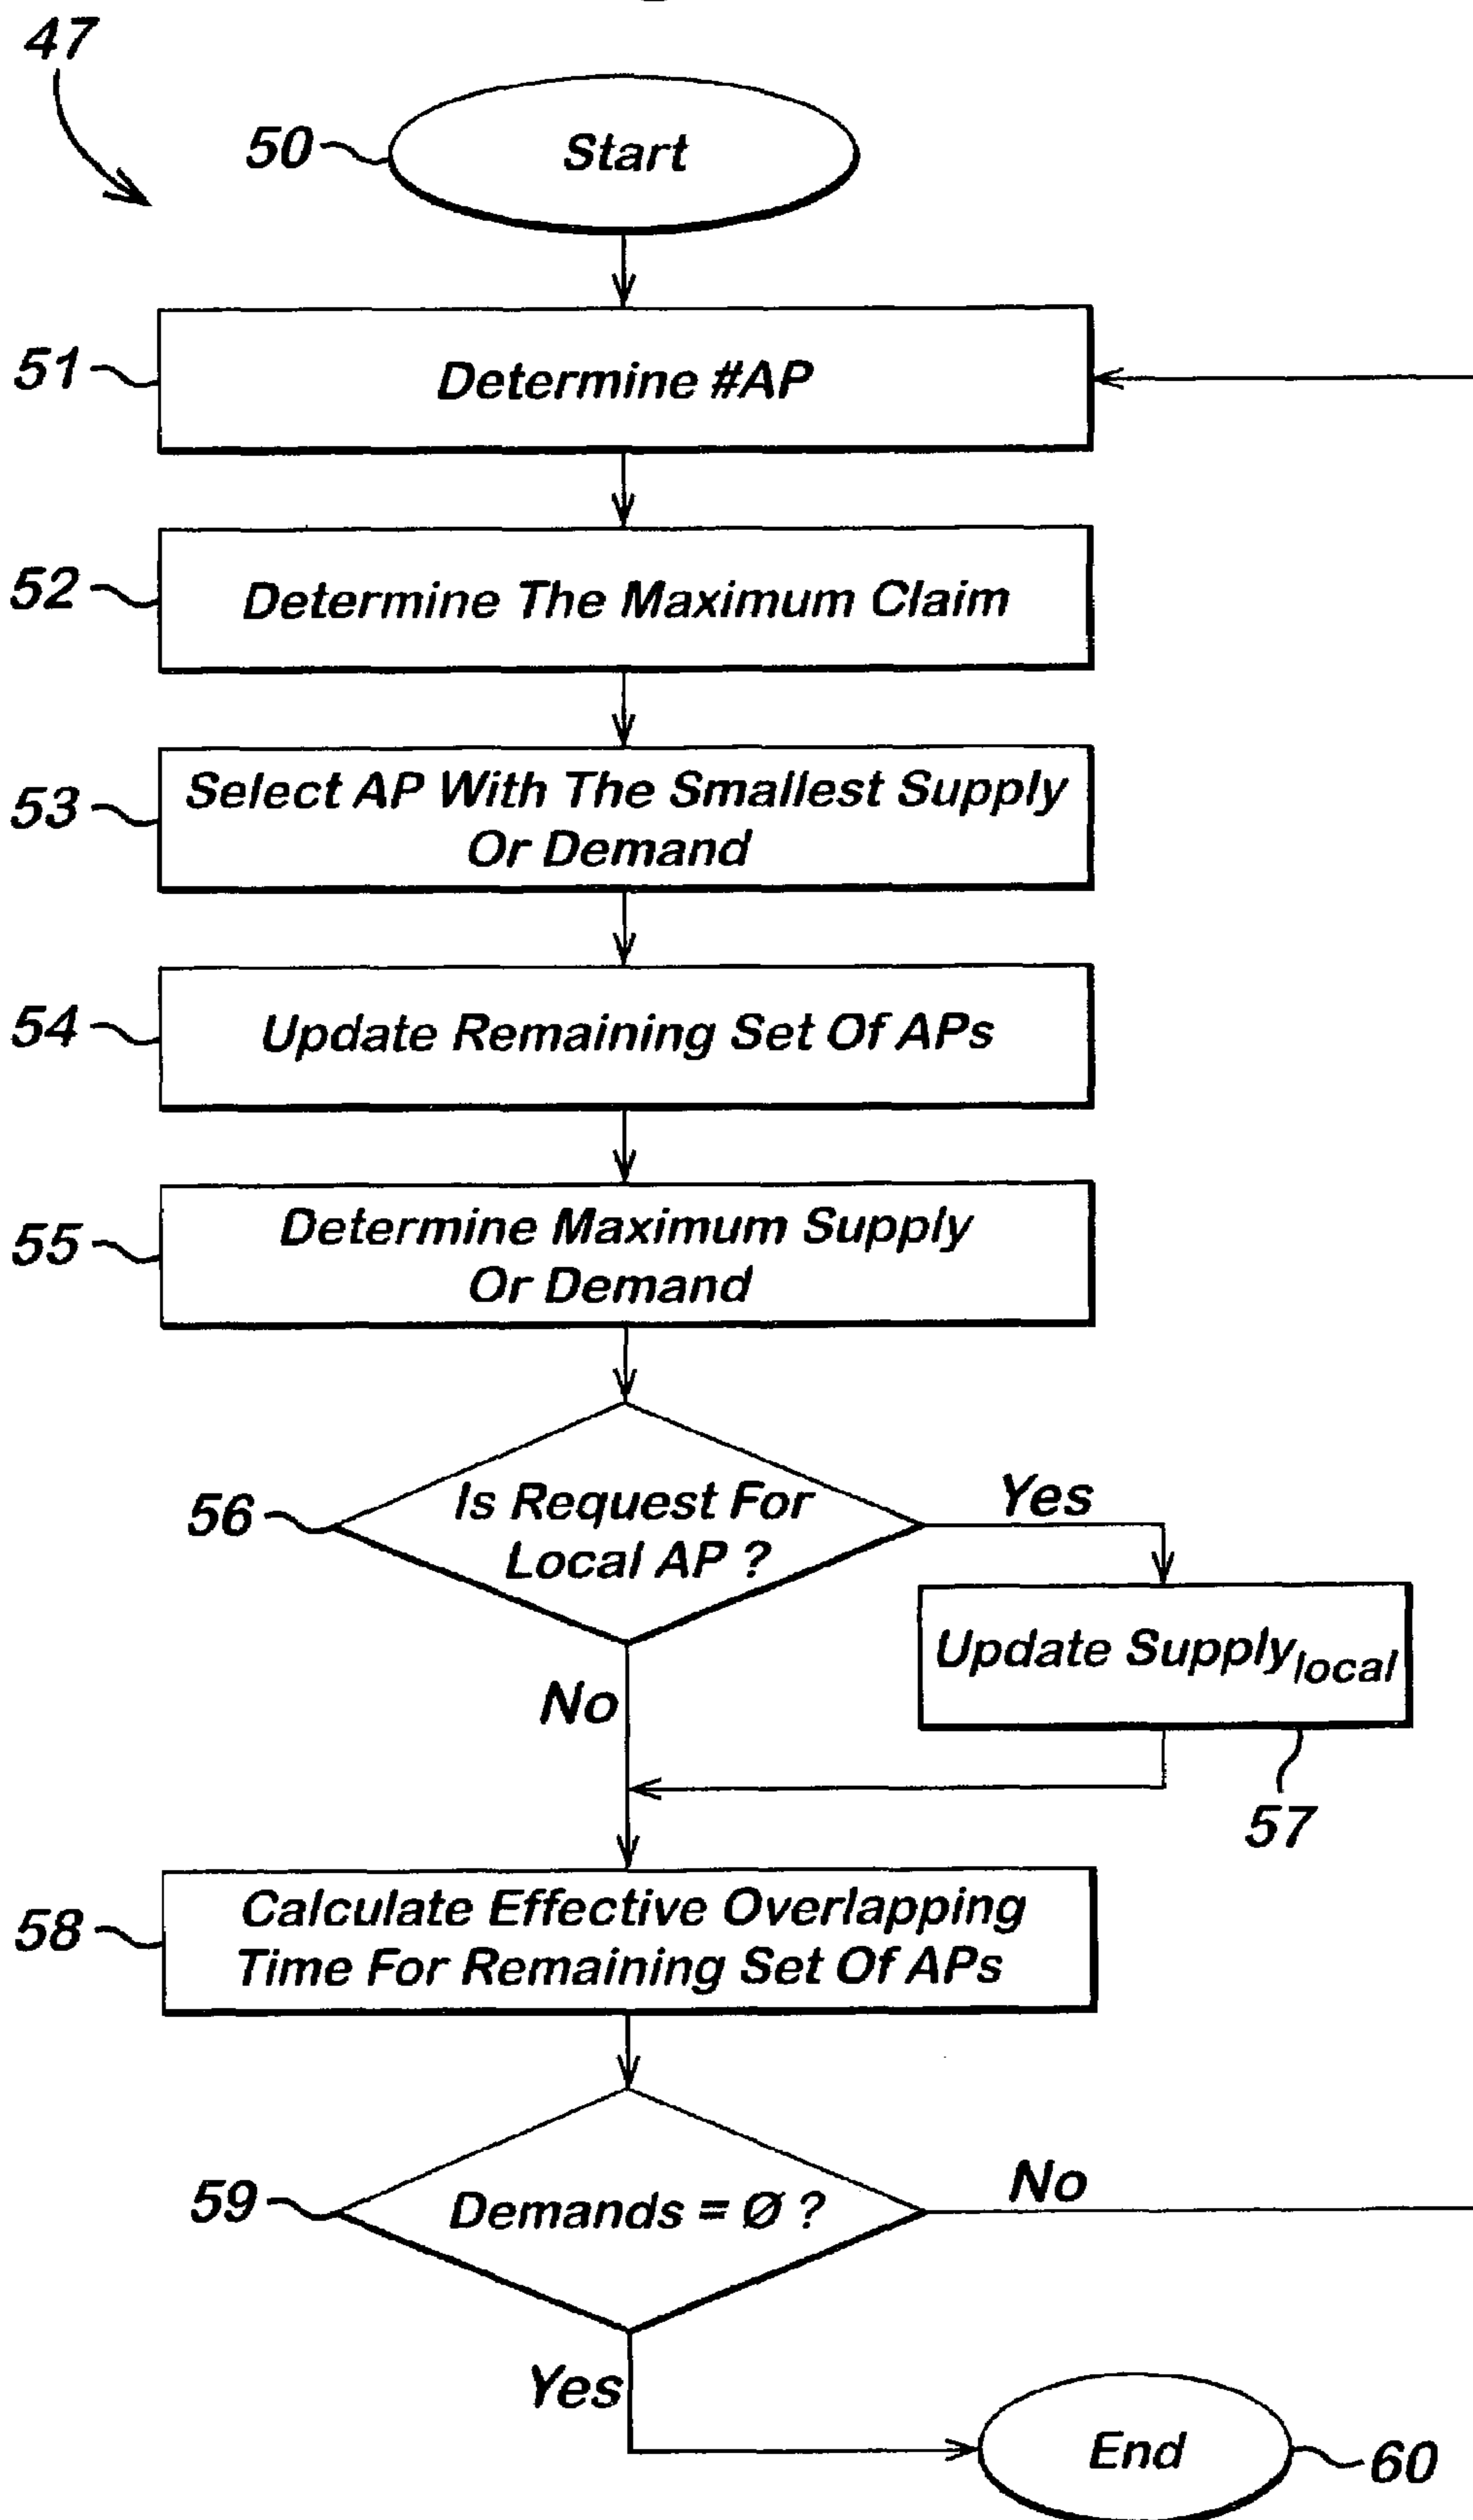 47
50
Start
51
Determine #AP
52
Determine The Maximum Claim
53
Select AP With The Smallest Supply
Or Demand
54
Update Remaining Set Of APs
55
Determine Maximum Supply
Or Demand
56
Is Request For
Local AP ?
Yes
Update Supplylocal
No
57
58
Calculate Effective Overlapping
Time For Remaining Set Of APs
59
Demands = Ø ?
No
Yes
End
60